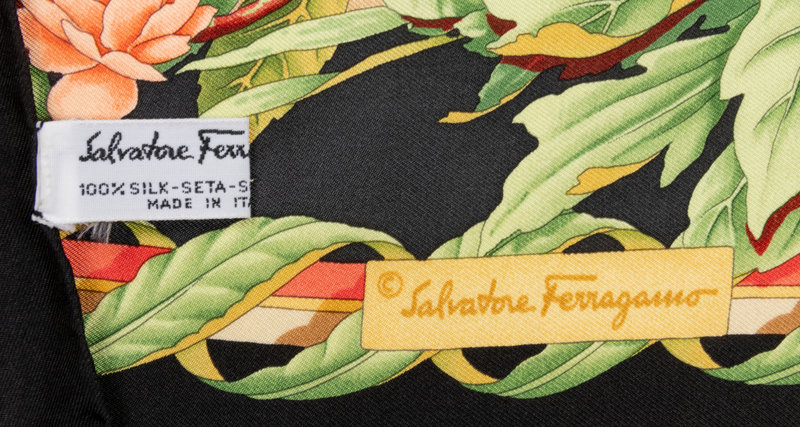 Salvatore Ferr
100% SILK-SETA-S
MADE IN ITA
© Salvatore Ferragamo